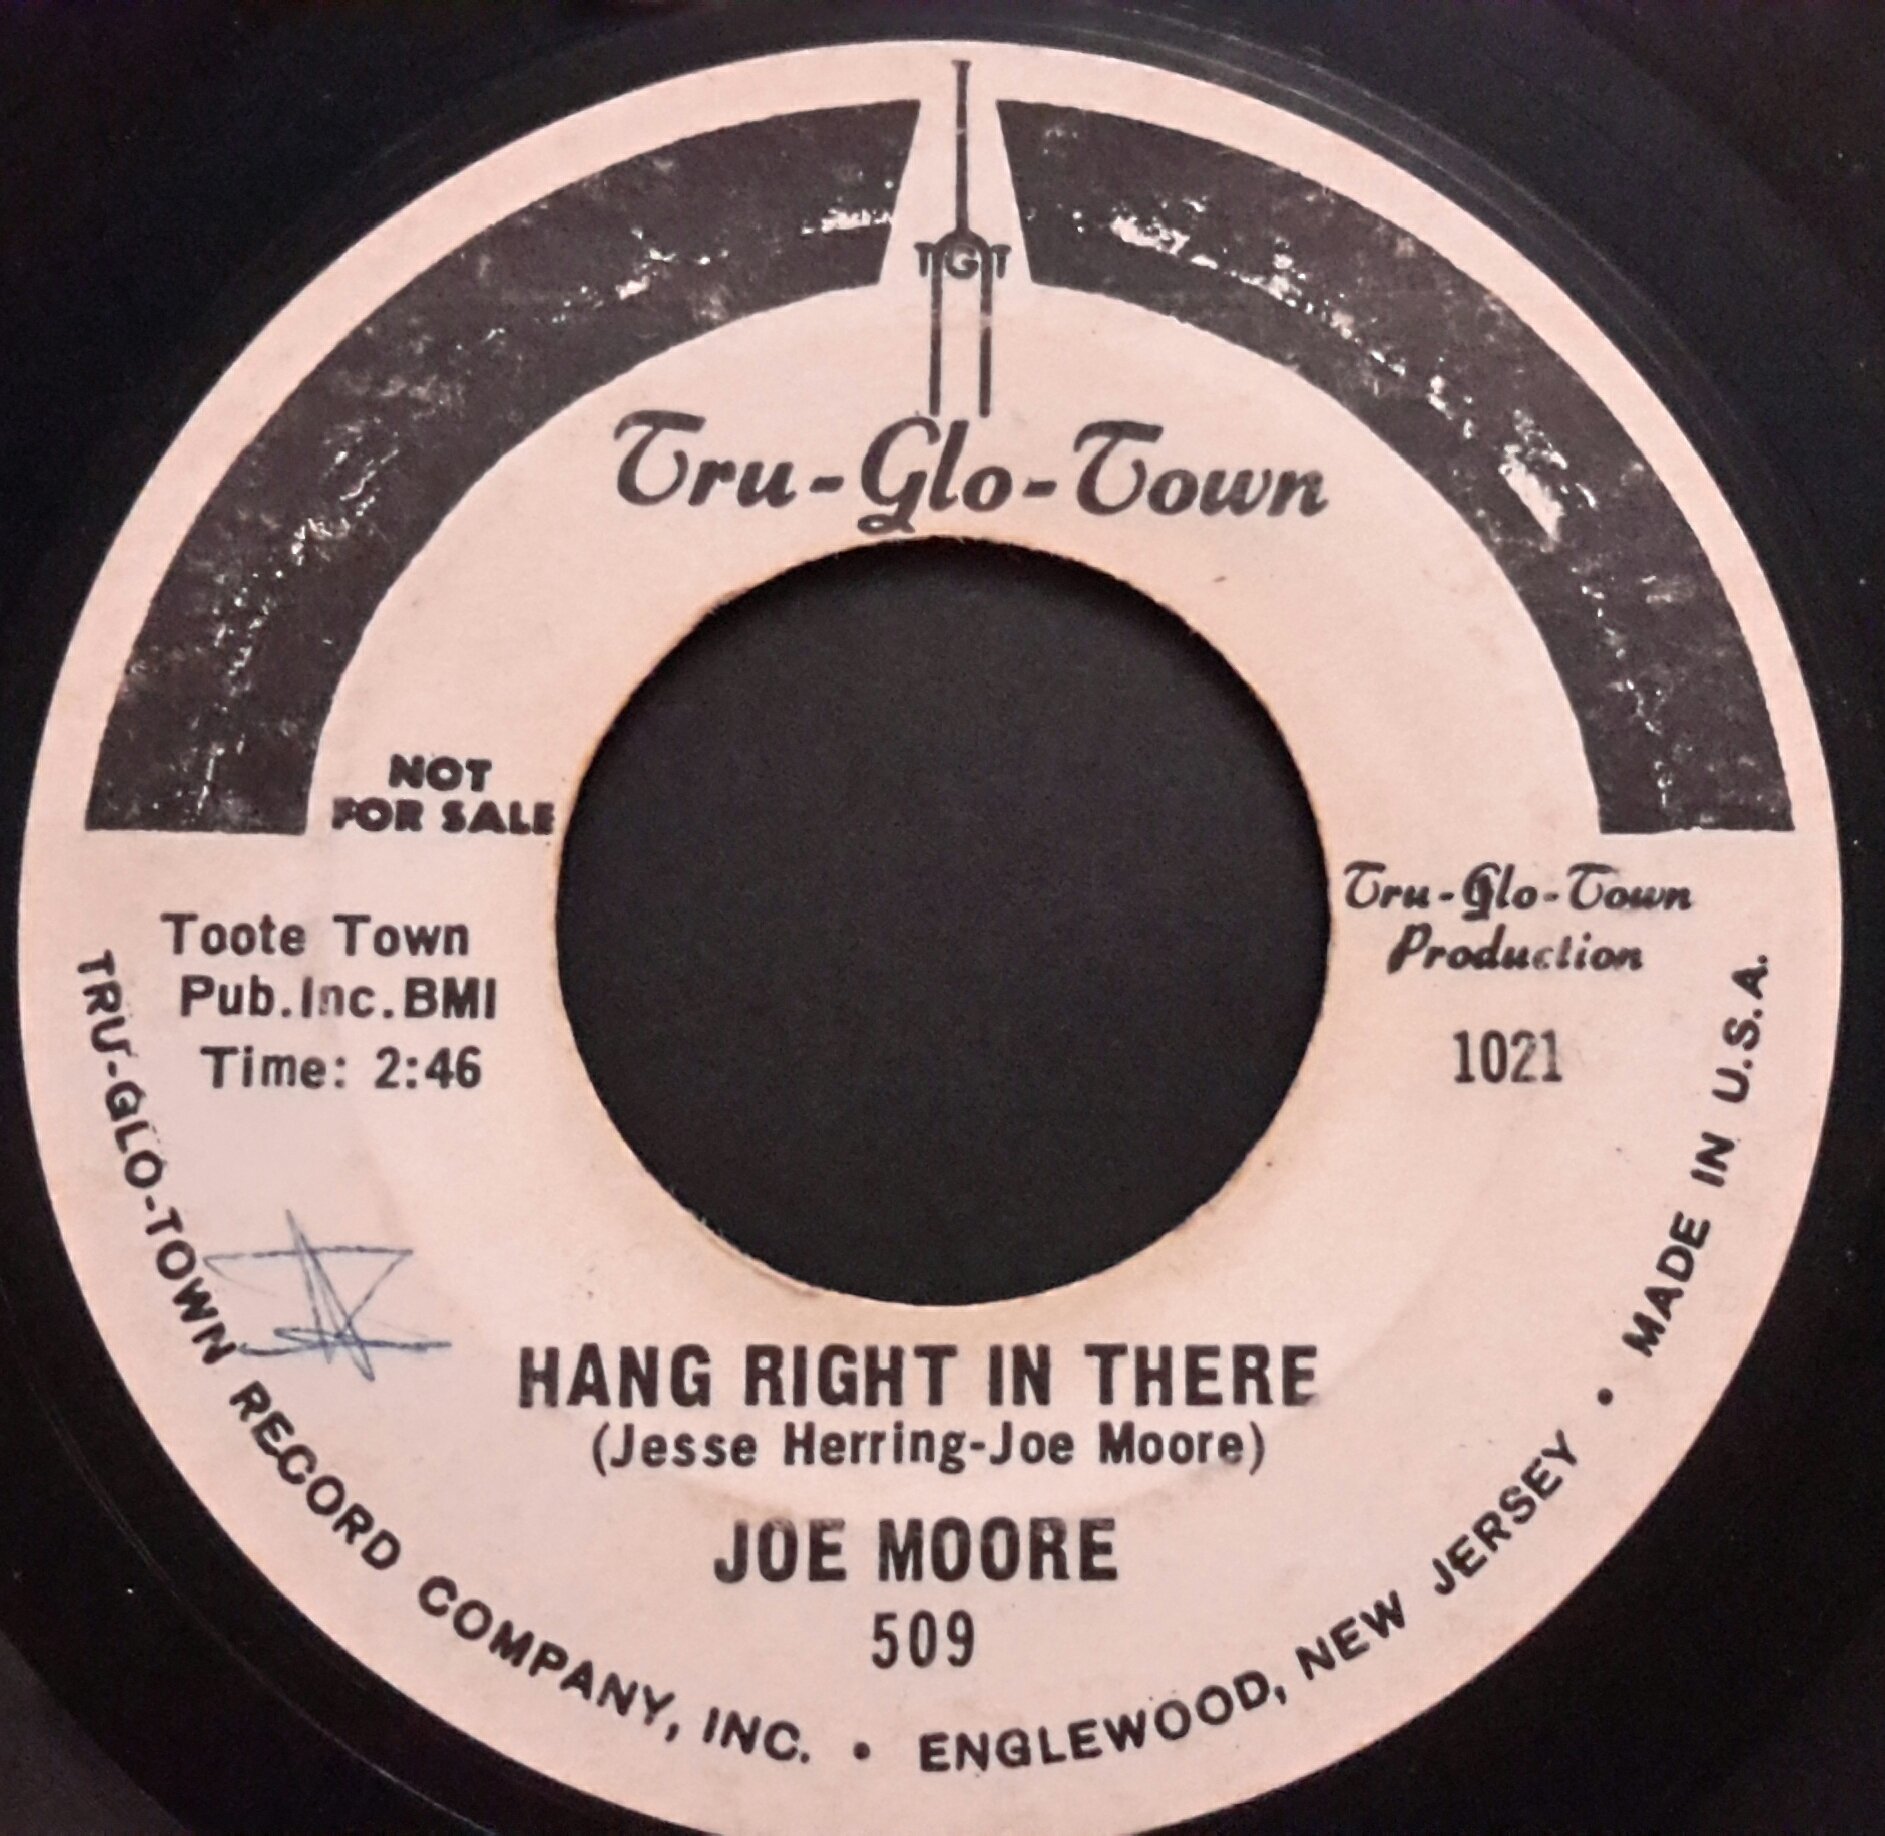 TGT
Tru-Glo-Town
NOT
FOR SALE
Toote Town
Pub.Inc.BMI
Time: 2:46
Tru-Glo-Town
Production
1021
HANG RIGHT IN THERE
(Jesse Herring-Joe Moore)
JOE MOORE
509
TRU-GLO-TOWN RECORD COMPANY, INC. • ENGLEWOOD, NEW JERSEY • MADE IN U.S.A.